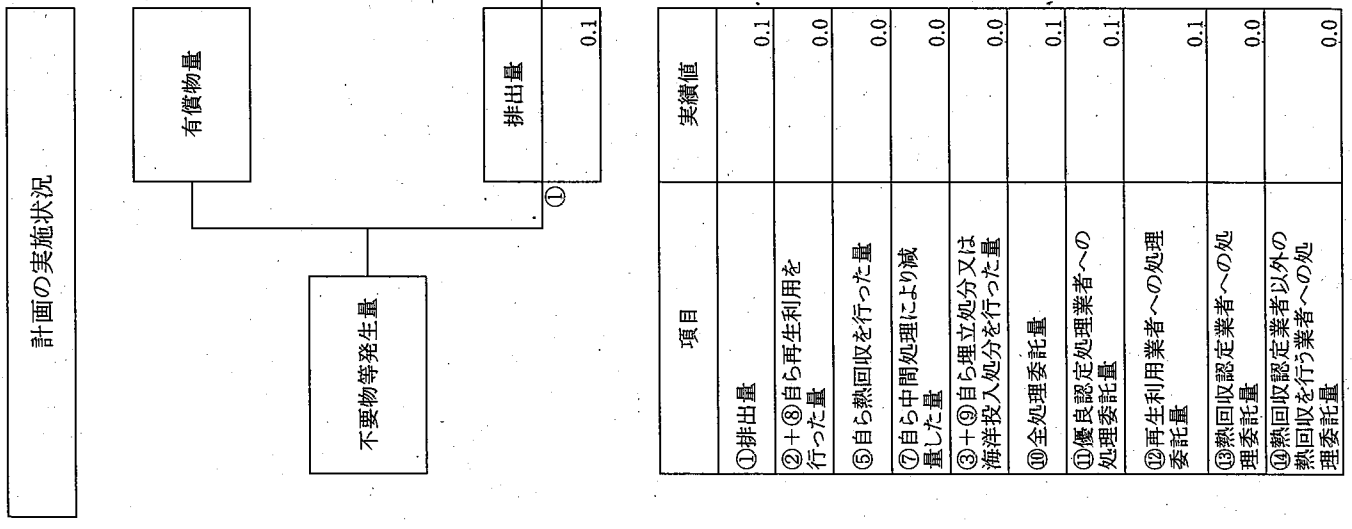 計画の実施状況
有償物量
不要物等発生量
排出量
①
0.1
項目
実績値
①排出量
0.1
②+⑧自ら再生利用を
行った量
0.0
⑤自ら熱回収を行った量
0.0
⑦自ら中間処理により減
量した量
0.0
③+⑨自ら埋立処分又は
海洋投入処分を行った量
0.0
⑩全処理委託量
0.1
⑪優良認定処理業者への
処理委託量
0.1
⑫再生利用業者への処理
委託量
0.1
⑬熱回収認定業者への処
理委託量
0.0
⑭熱回収認定業者以外の
熱回収を行う業者への処
理委託量
0.0